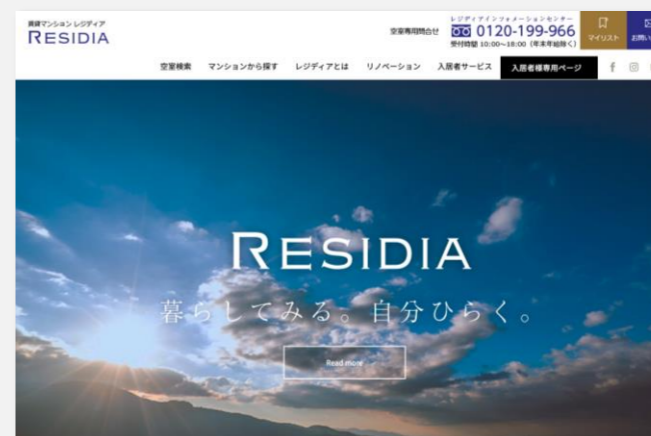 賃貸マンション レジディア
RESIDIA
空室専用問合せ
レジディアインフォメーションセンター
0120-199-966
受付時間 10:00～18:00（年末年始除く）
マイリスト
お問い
空室検索
マンションから探す
レジディアとは
リノベーション
入居者サービス
入居者様専用ページ
RESIDIA
暮らしてみる。自分ひらく。
Read more